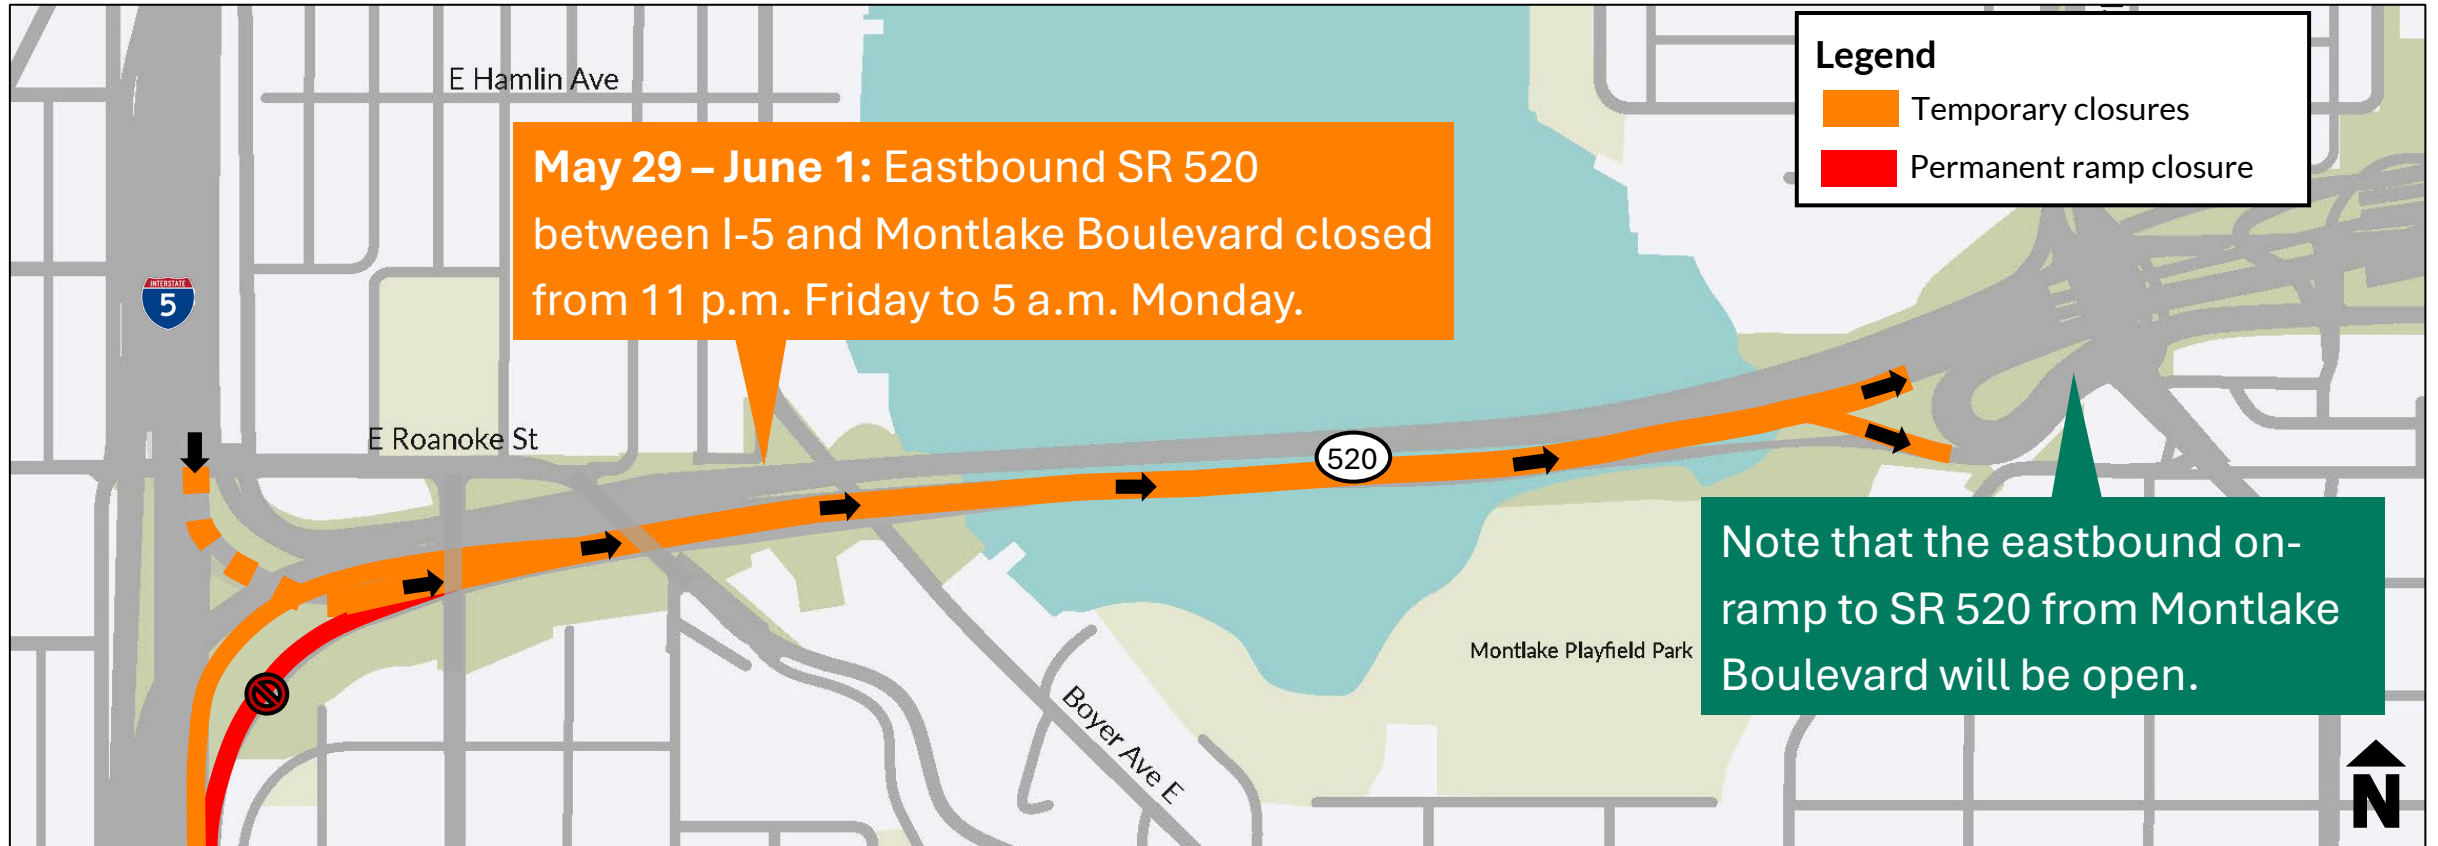 E Hamlin Ave
Legend
Temporary closures
Permanent ramp closure
May 29 – June 1: Eastbound SR 520
between I-5 and Montlake Boulevard closed
from 11 p.m. Friday to 5 a.m. Monday.
INTERSTATE
5
E Roanoke St
520
Note that the eastbound on-
ramp to SR 520 from Montlake
Boulevard will be open.
Montlake Playfield Park
Boyer Ave E
N